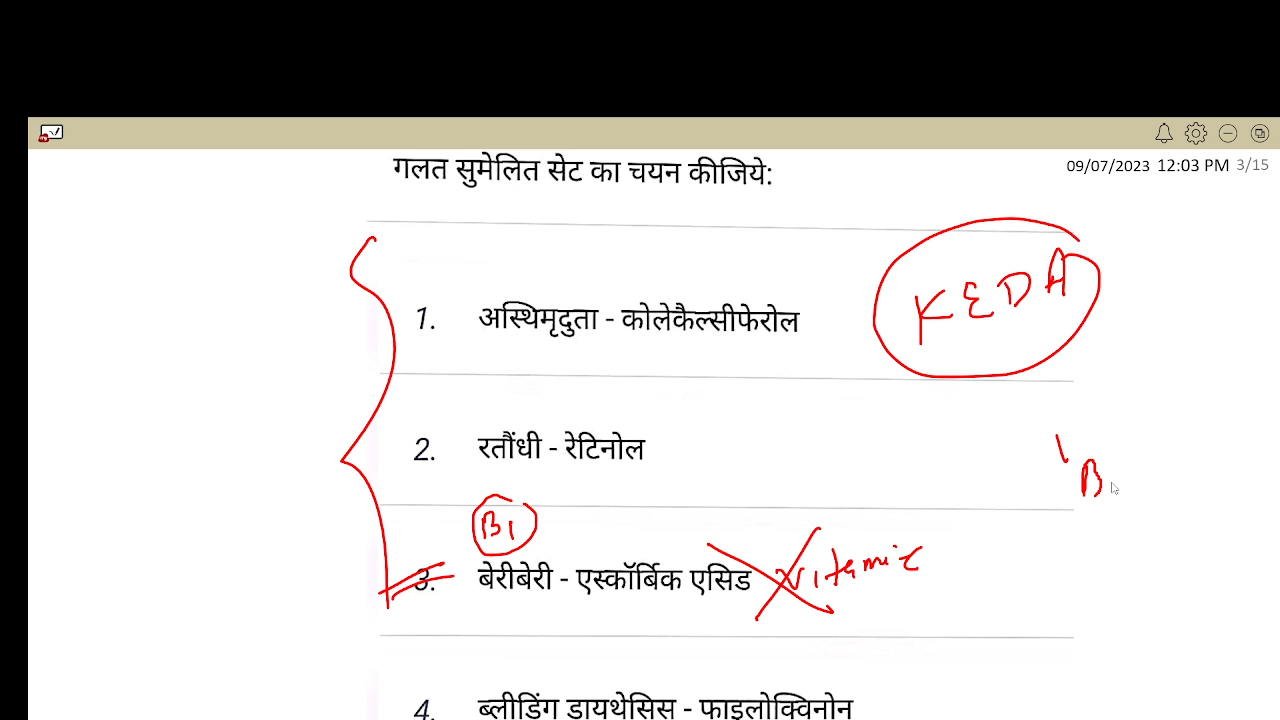 09/07/2023 12:03 PM 3/15
गलत सुमेलित सेट का चयन कीजिये:
KEDA
1. अस्थिमृदुता - कोलेकैल्सीफेरोल
2. रतौंधी - रेटिनोल
B
B1
3. बेरीबेरी - एस्कॉर्बिक एसिड
4. ब्लीडिंग डायथेसिस - फाइलोक्विनोन